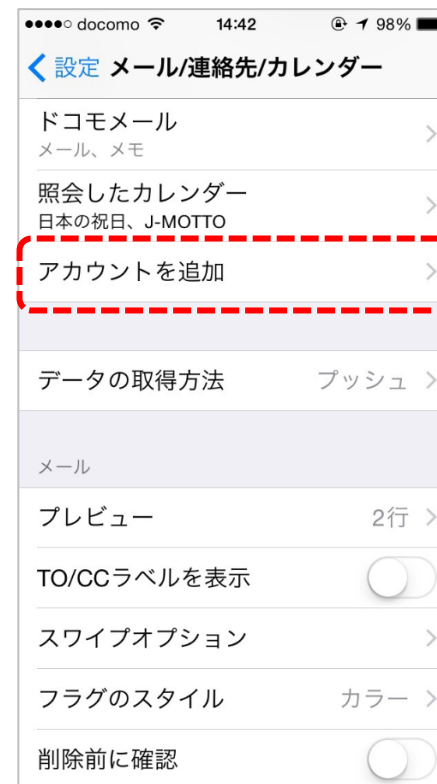 docomo 14:42 98%
設定 メール/連絡先/カレンダー
ドコモメール
メール、メモ
照会したカレンダー
日本の祝日、J-MOTTO
アカウントを追加
データの取得方法 プッシュ
メール
プレビュー 2行
TO/CCラベルを表示
スワイプオプション
フラグのスタイル カラー
削除前に確認